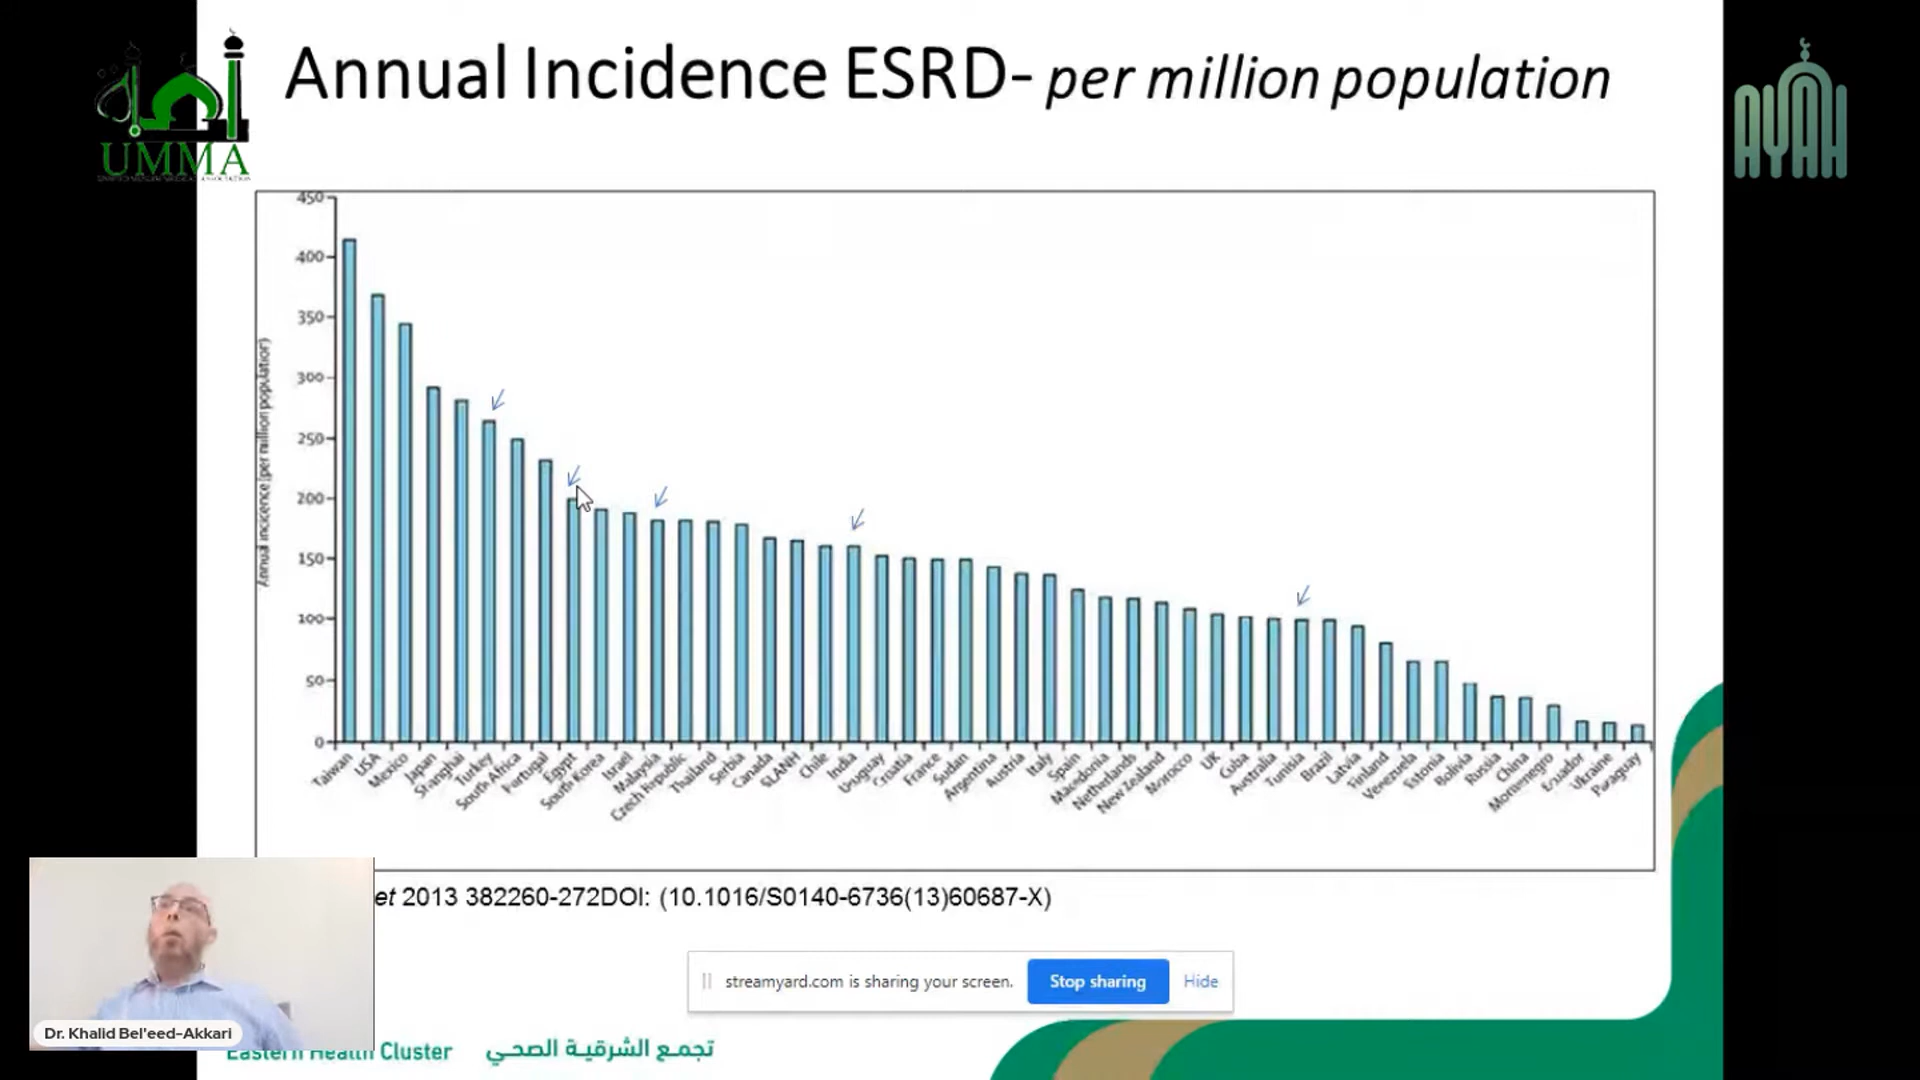 Annual Incidence ESRD- per million population
UMMA
AYAH
Annual incidence (per million population)
450
400
350
300
250
200
150
100
50
0
Taiwan
USA
Mexico
Japan
Shanghai
Turkey
South Africa
Portugal
Egypt
South Korea
Israel
Malaysia
Czech Republic
Thailand
Serbia
Canada
SLANH
Chile
India
Uruguay
Croatia
France
Sudan
Argentina
Austria
Italy
Spain
Macedonia
Netherlands
New Zealand
Morocco
UK
Cuba
Australia
Tunisia
Brazil
Latvia
Finland
Venezuela
Estonia
Bolivia
Russia
China
Montenegro
Ecuador
Ukraine
Paraguay
et 2013 382260-272DOI: (10.1016/S0140-6736(13)60687-X)
streamyard.com is sharing your screen.
Stop sharing
Hide
Dr. Khalid Bel'eed-Akkari
Eastern Health Cluster تجمع الشرقية الصحي